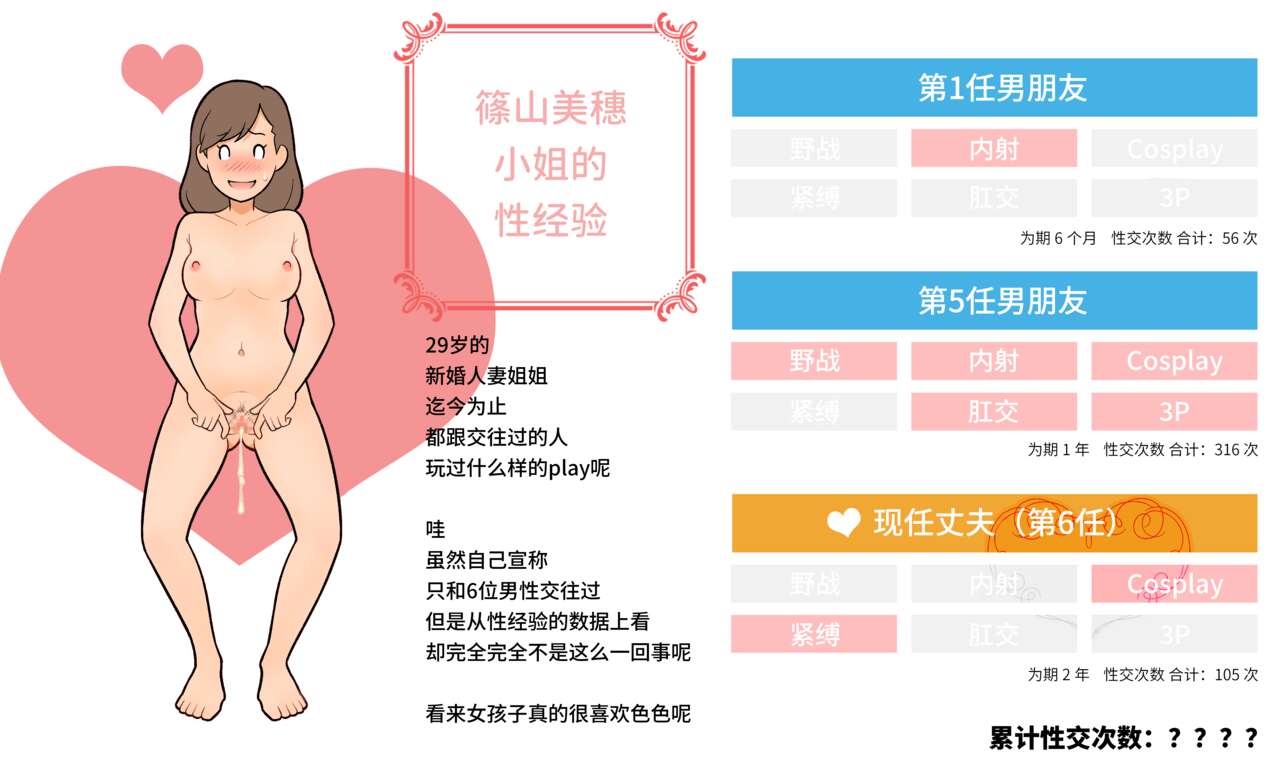 篠山美穗
小姐的
性经验
29岁的
新婚人妻姐姐
迄今为止
都跟交往过的人
玩过什么样的play呢
哇
虽然自己宣称
只和6位男性交往过
但是从性经验的数据上看
却完全完全不是这么一回事呢
看来女孩子真的很喜欢色色呢
第1任男朋友
野战 内射 Cosplay
紧缚 肛交 3P
为期 6 个月 性交次数 合计：56 次
第5任男朋友
野战 内射 Cosplay
紧缚 肛交 3P
为期 1 年 性交次数 合计：316 次
现任丈夫（第6任）
野战 内射 Cosplay
紧缚 肛交 3P
为期 2 年 性交次数 合计：105 次
累计性交次数：？？？？